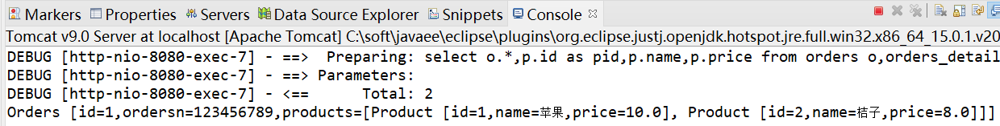 Markers Properties Servers Data Source Explorer Snippets Console
Tomcat v9.0 Server at localhost [Apache Tomcat] C:\soft\javaee\eclipse\plugins\org.eclipse.justj.openjdk.hotspot.jre.full.win32.x86_64_15.0.1.v20
DEBUG [http-nio-8080-exec-7] - ==>  Preparing: select o.*,p.id as pid,p.name,p.price from orders o,orders_detail
DEBUG [http-nio-8080-exec-7] - ==> Parameters:
DEBUG [http-nio-8080-exec-7] - <==      Total: 2
Orders [id=1,ordersn=123456789,products=[Product [id=1,name=苹果,price=10.0], Product [id=2,name=桔子,price=8.0]]]